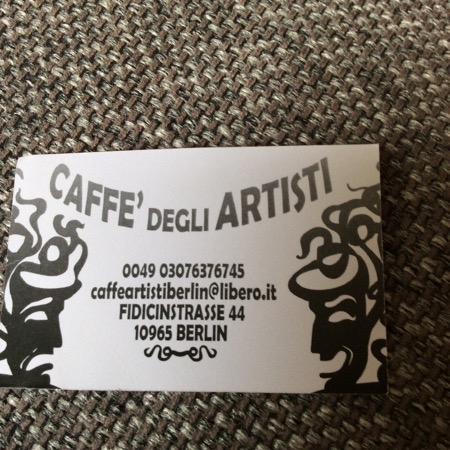 CAFFE' DEGLI ARTISTI
0049 03076376745
caffeartistiberlin@libero.it
FIDICINSTRASSE 44
10965 BERLIN